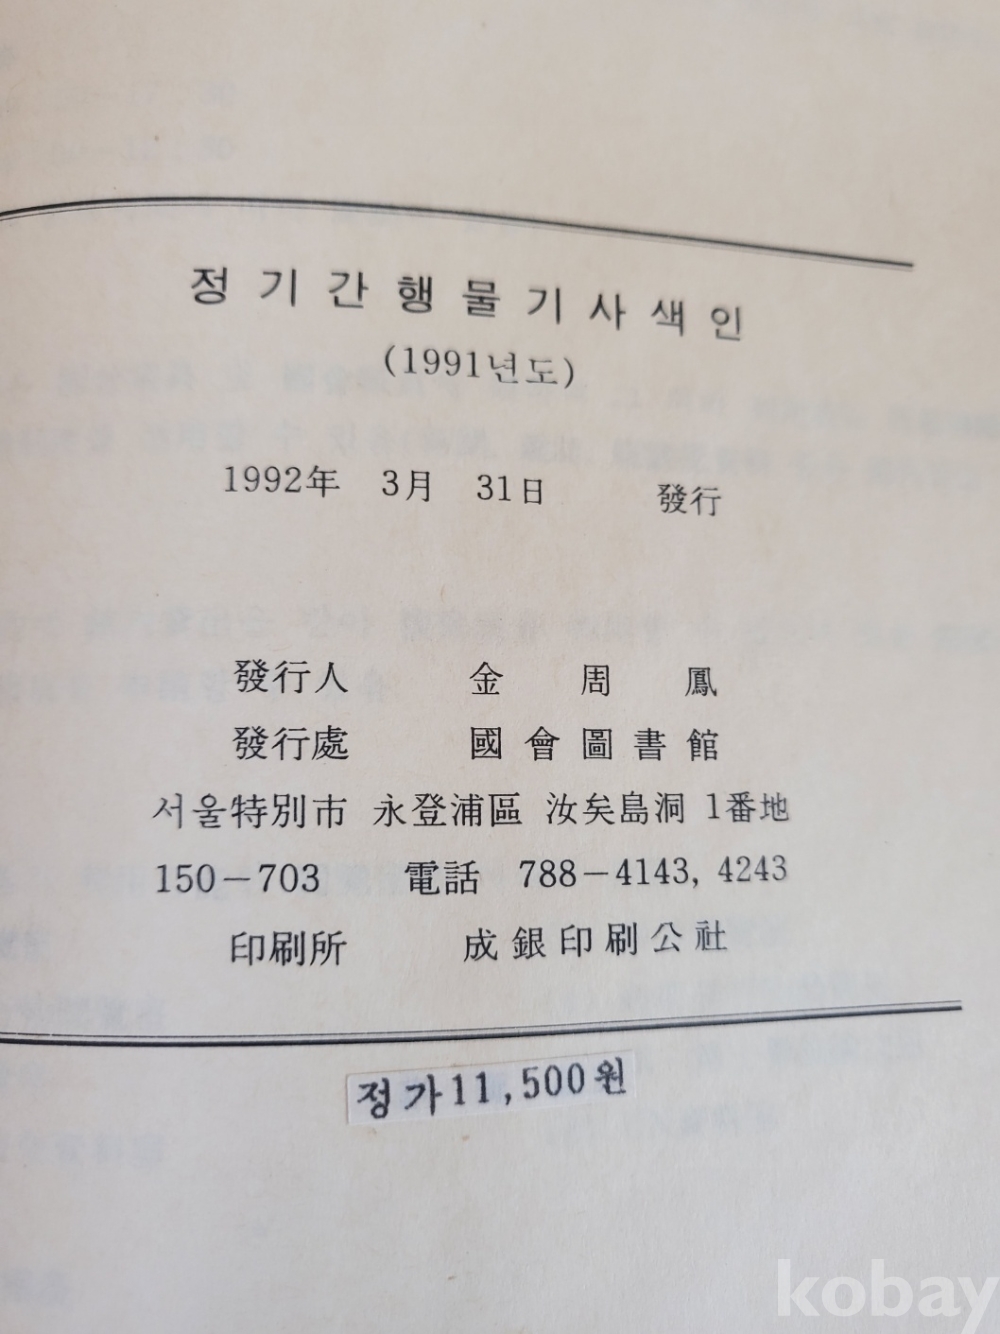 정기간행물기사색인
(1991년도)
1992年 3月 31日 發行
發行人 金周鳳
發行處 國會圖書館
서울特別市 永登浦區 汝矣島洞 1番地
150-703 電話 788-4143, 4243
印刷所 成銀印刷公社
정가11,500원
kobay